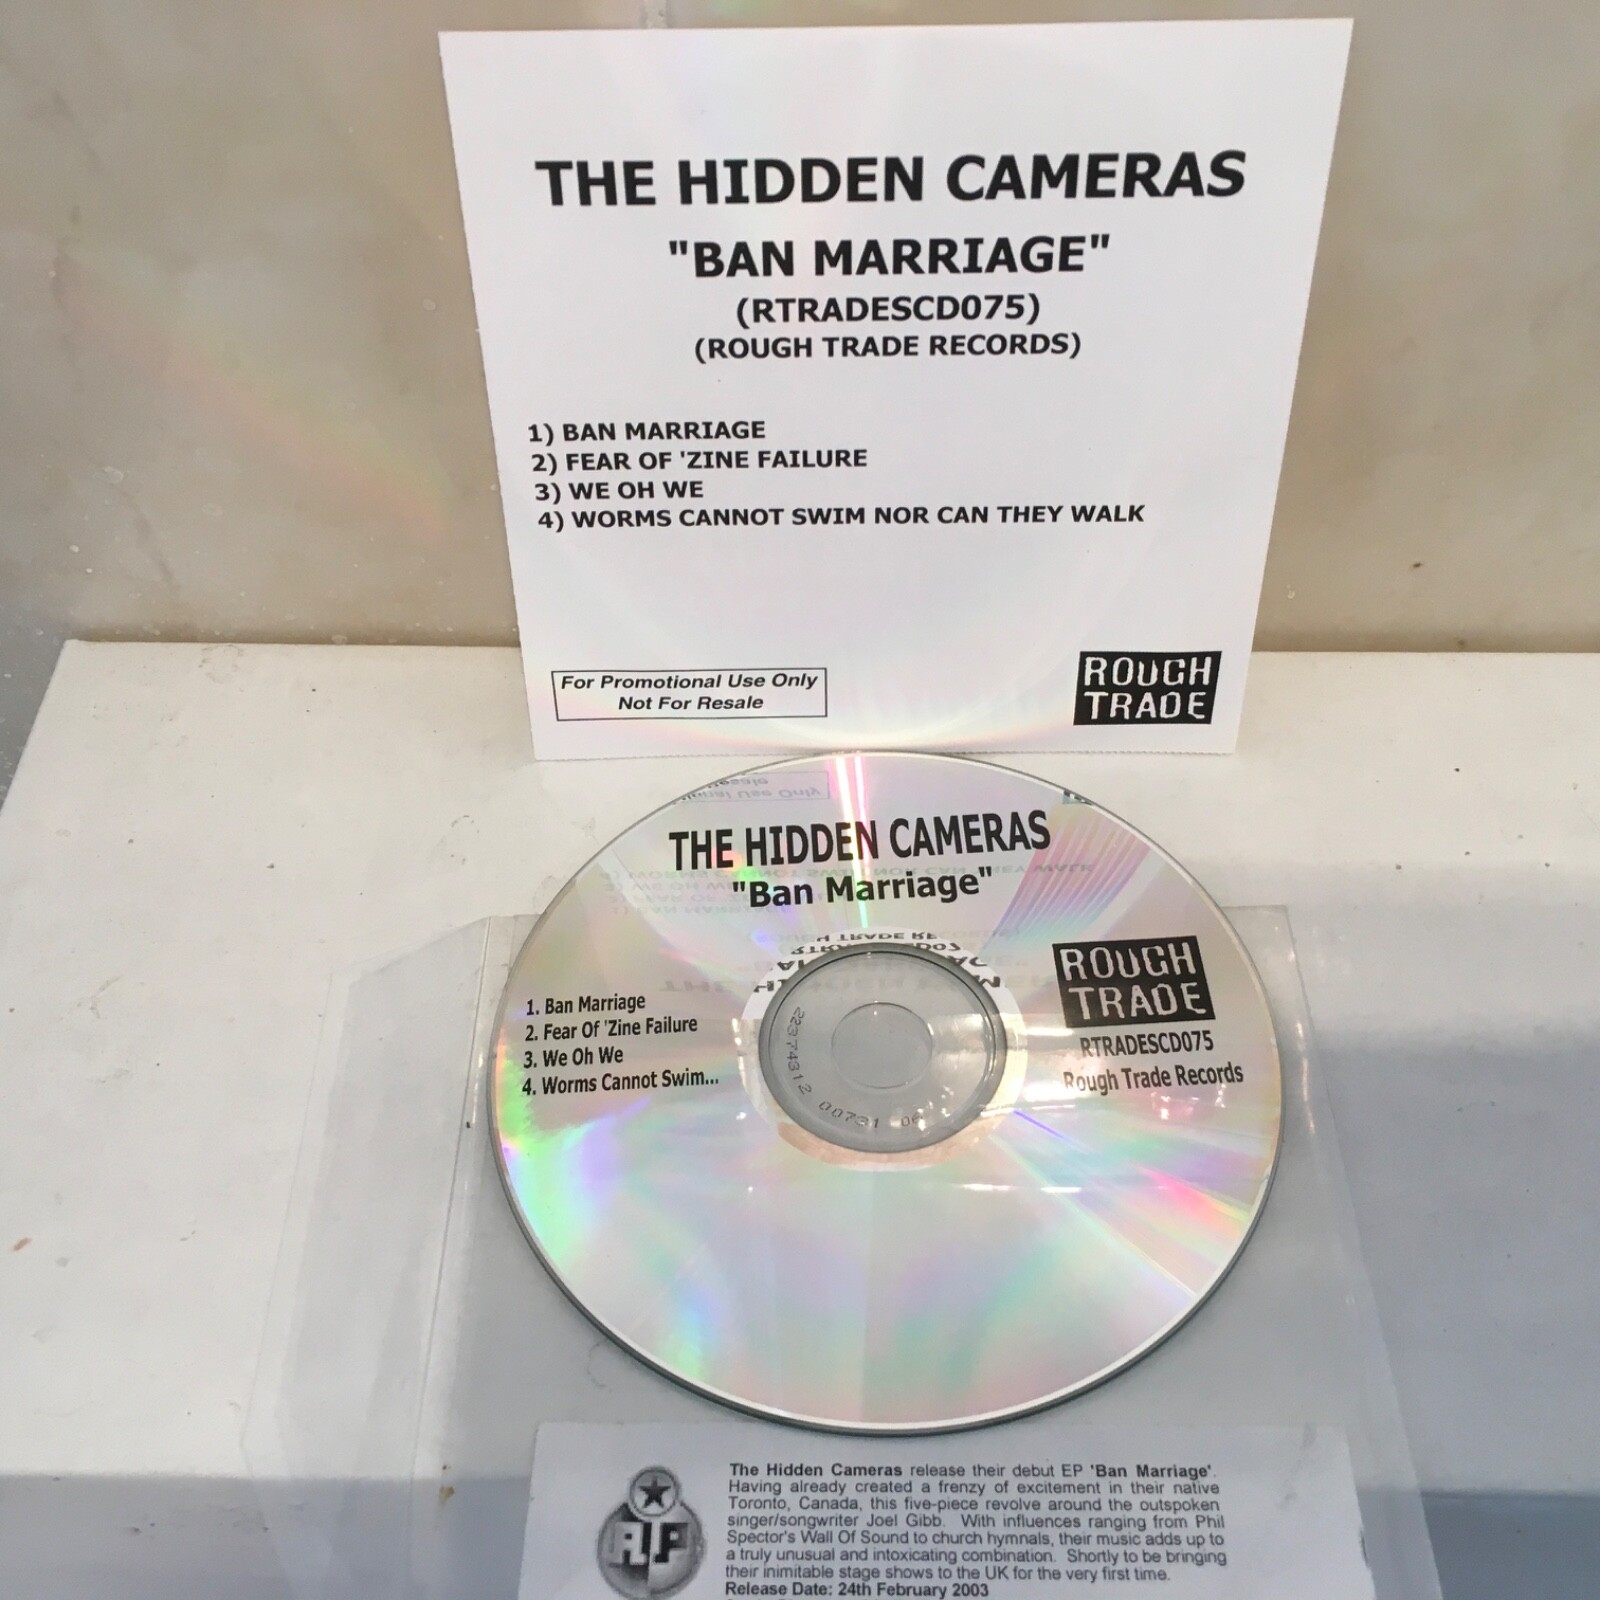 THE HIDDEN CAMERAS
"BAN MARRIAGE"
(RTRADESCD075)
(ROUGH TRADE RECORDS)
1) BAN MARRIAGE
2) FEAR OF 'ZINE FAILURE
3) WE OH WE
4) WORMS CANNOT SWIM NOR CAN THEY WALK
For Promotional Use Only
Not For Resale
ROUGH
TRADE
THE HIDDEN CAMERAS
"Ban Marriage"
1. Ban Marriage
2. Fear Of 'Zine Failure
3. We Oh We
4. Worms Cannot Swim...
ROUGH
TRADE
RTRADESCD075
Rough Trade Records
The Hidden Cameras release their debut EP 'Ban Marriage'.
Having already created a frenzy of excitement in their native
Toronto, Canada, this five-piece revolve around the outspoken
singer/songwriter Joel Gibb. With influences ranging from Phil
Spector's Wall Of Sound to church hymnals, their music adds up to
a truly unusual and intoxicating combination. Shortly to be bringing
their inimitable stage shows to the UK for the very first time.
Release Date: 24th February 2003